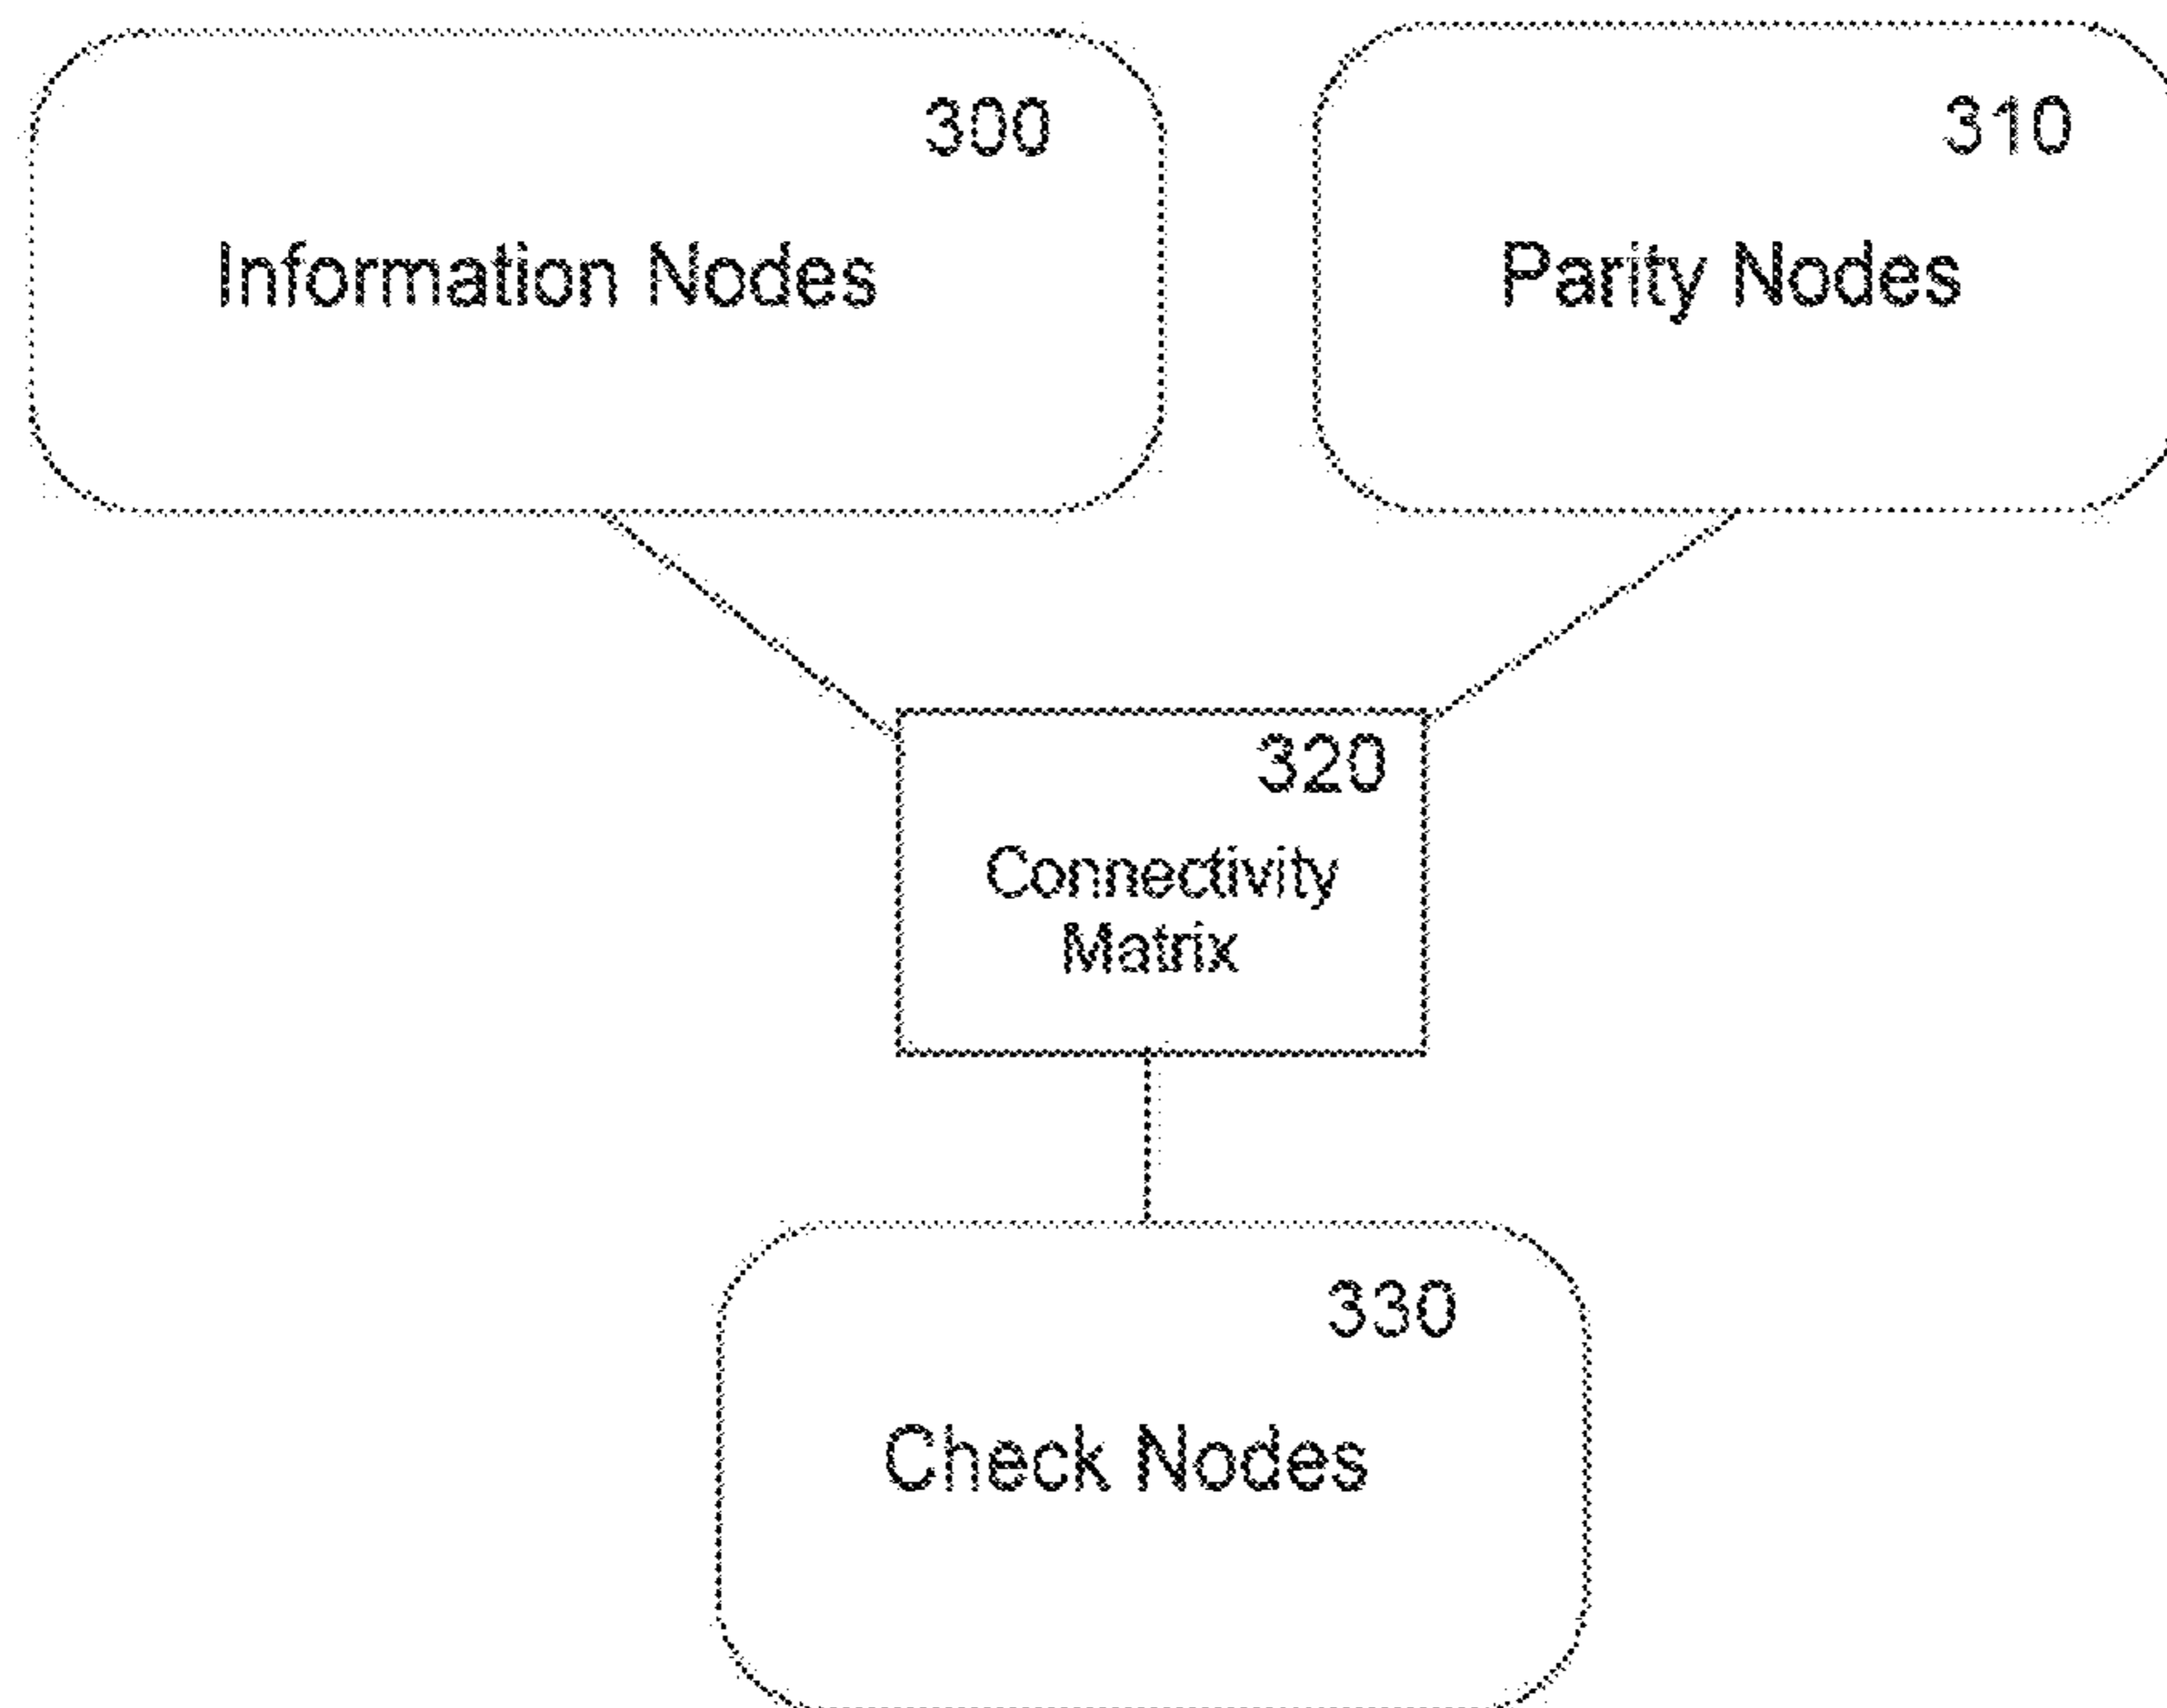 300
Information Nodes
310
Parity Nodes
320
Connectivity
Matrix
330
Check Nodes